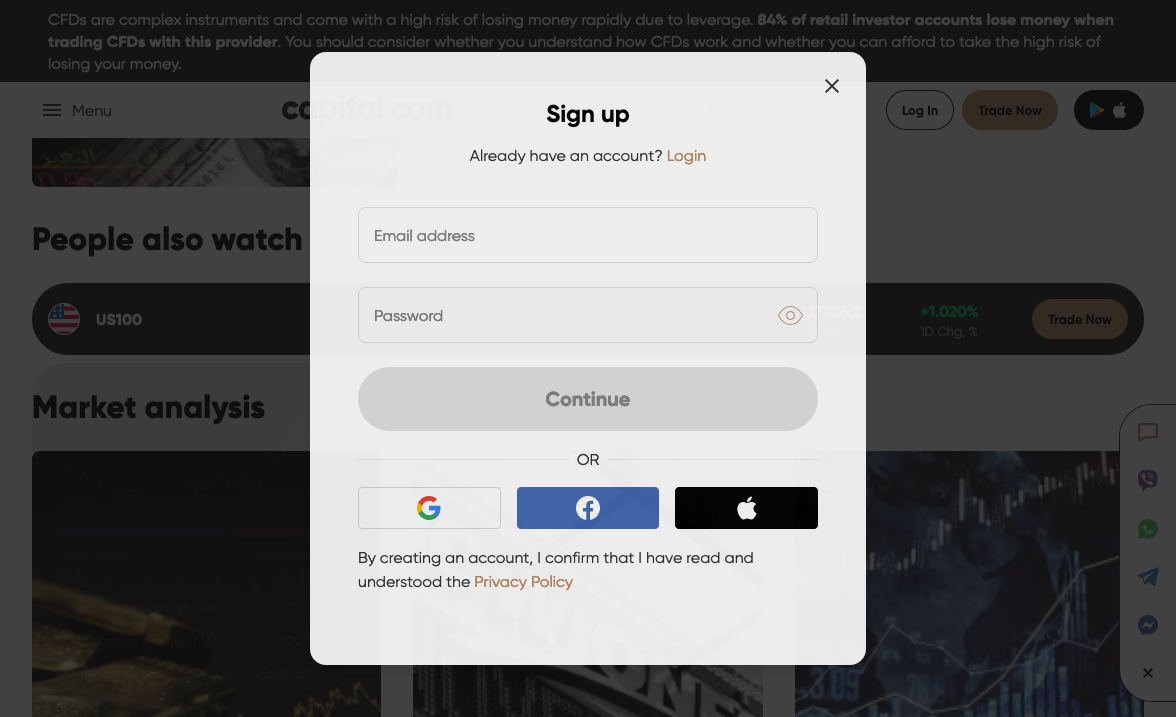 CFDs are complex instruments and come with a high risk of losing money rapidly due to leverage. 84% of retail investor accounts lose money when
trading CFDs with this provider. You should consider whether you understand how CFDs work and whether you can afford to take the high risk of
losing your money.
Menu
capital.com
Log In
Trade Now
Sign up
Already have an account? Login
People also watch
Email address
US100
Password
+1.020%
1D Chg, %
Trade Now
Continue
Market analysis
OR
By creating an account, I confirm that I have read and
understood the Privacy Policy
3.09